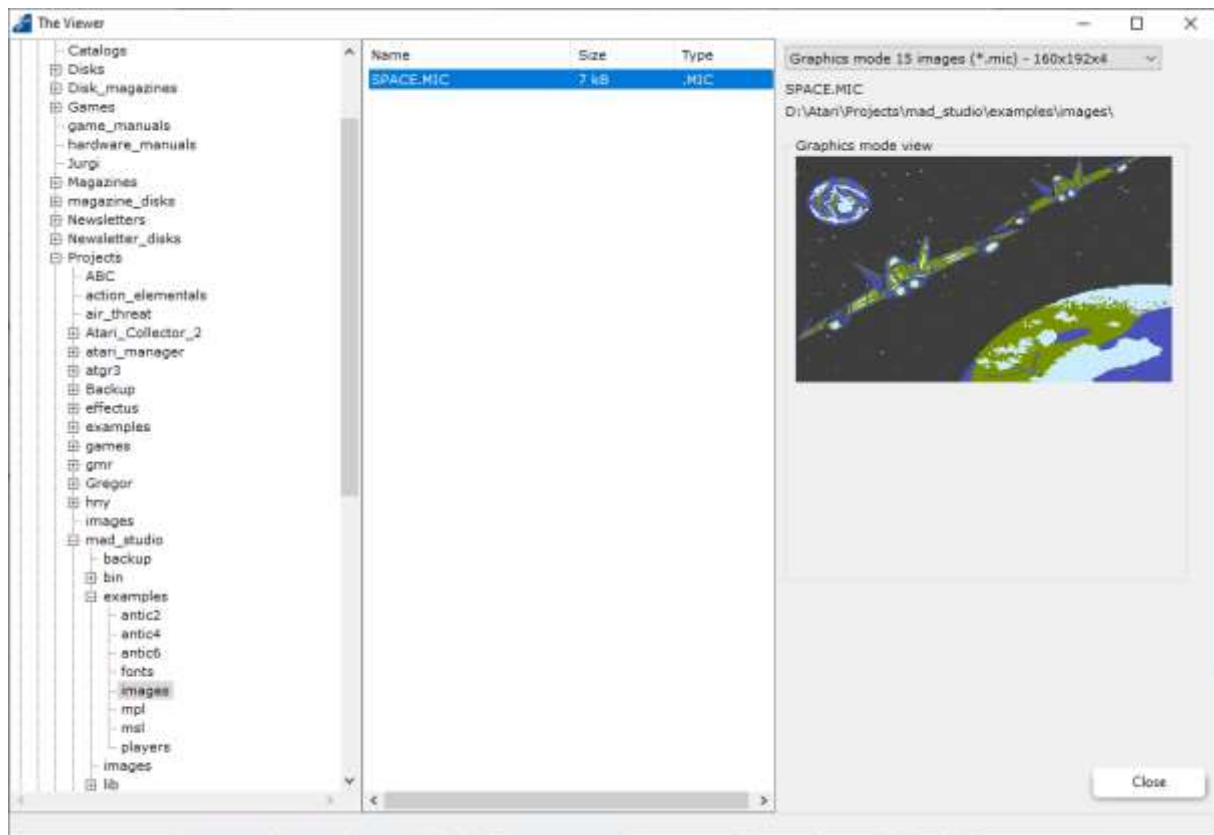 The Viewer
Catalogs
Disks
Disk_magazines
Games
game_manuals
hardware_manuals
Jurgi
Magazines
magazine_disks
Newsletters
Newsletter_disks
Projects
ABC
action_elementals
air_threat
Atari_Collector_2
atari_manager
atgr3
Backup
effectus
examples
games
gmr
Gregor
hny
images
mad_studio
backup
bin
examples
antic2
antic4
antic6
fonts
images
mpl
msl
players
images
lib
Name Size Type
SPACE.MIC 7 kB .MIC
Graphics mode 15 images (*.mic) - 160x192x4
SPACE.MIC
D:\Atari\Projects\mad_studio\examples\images\
Graphics mode view
Close